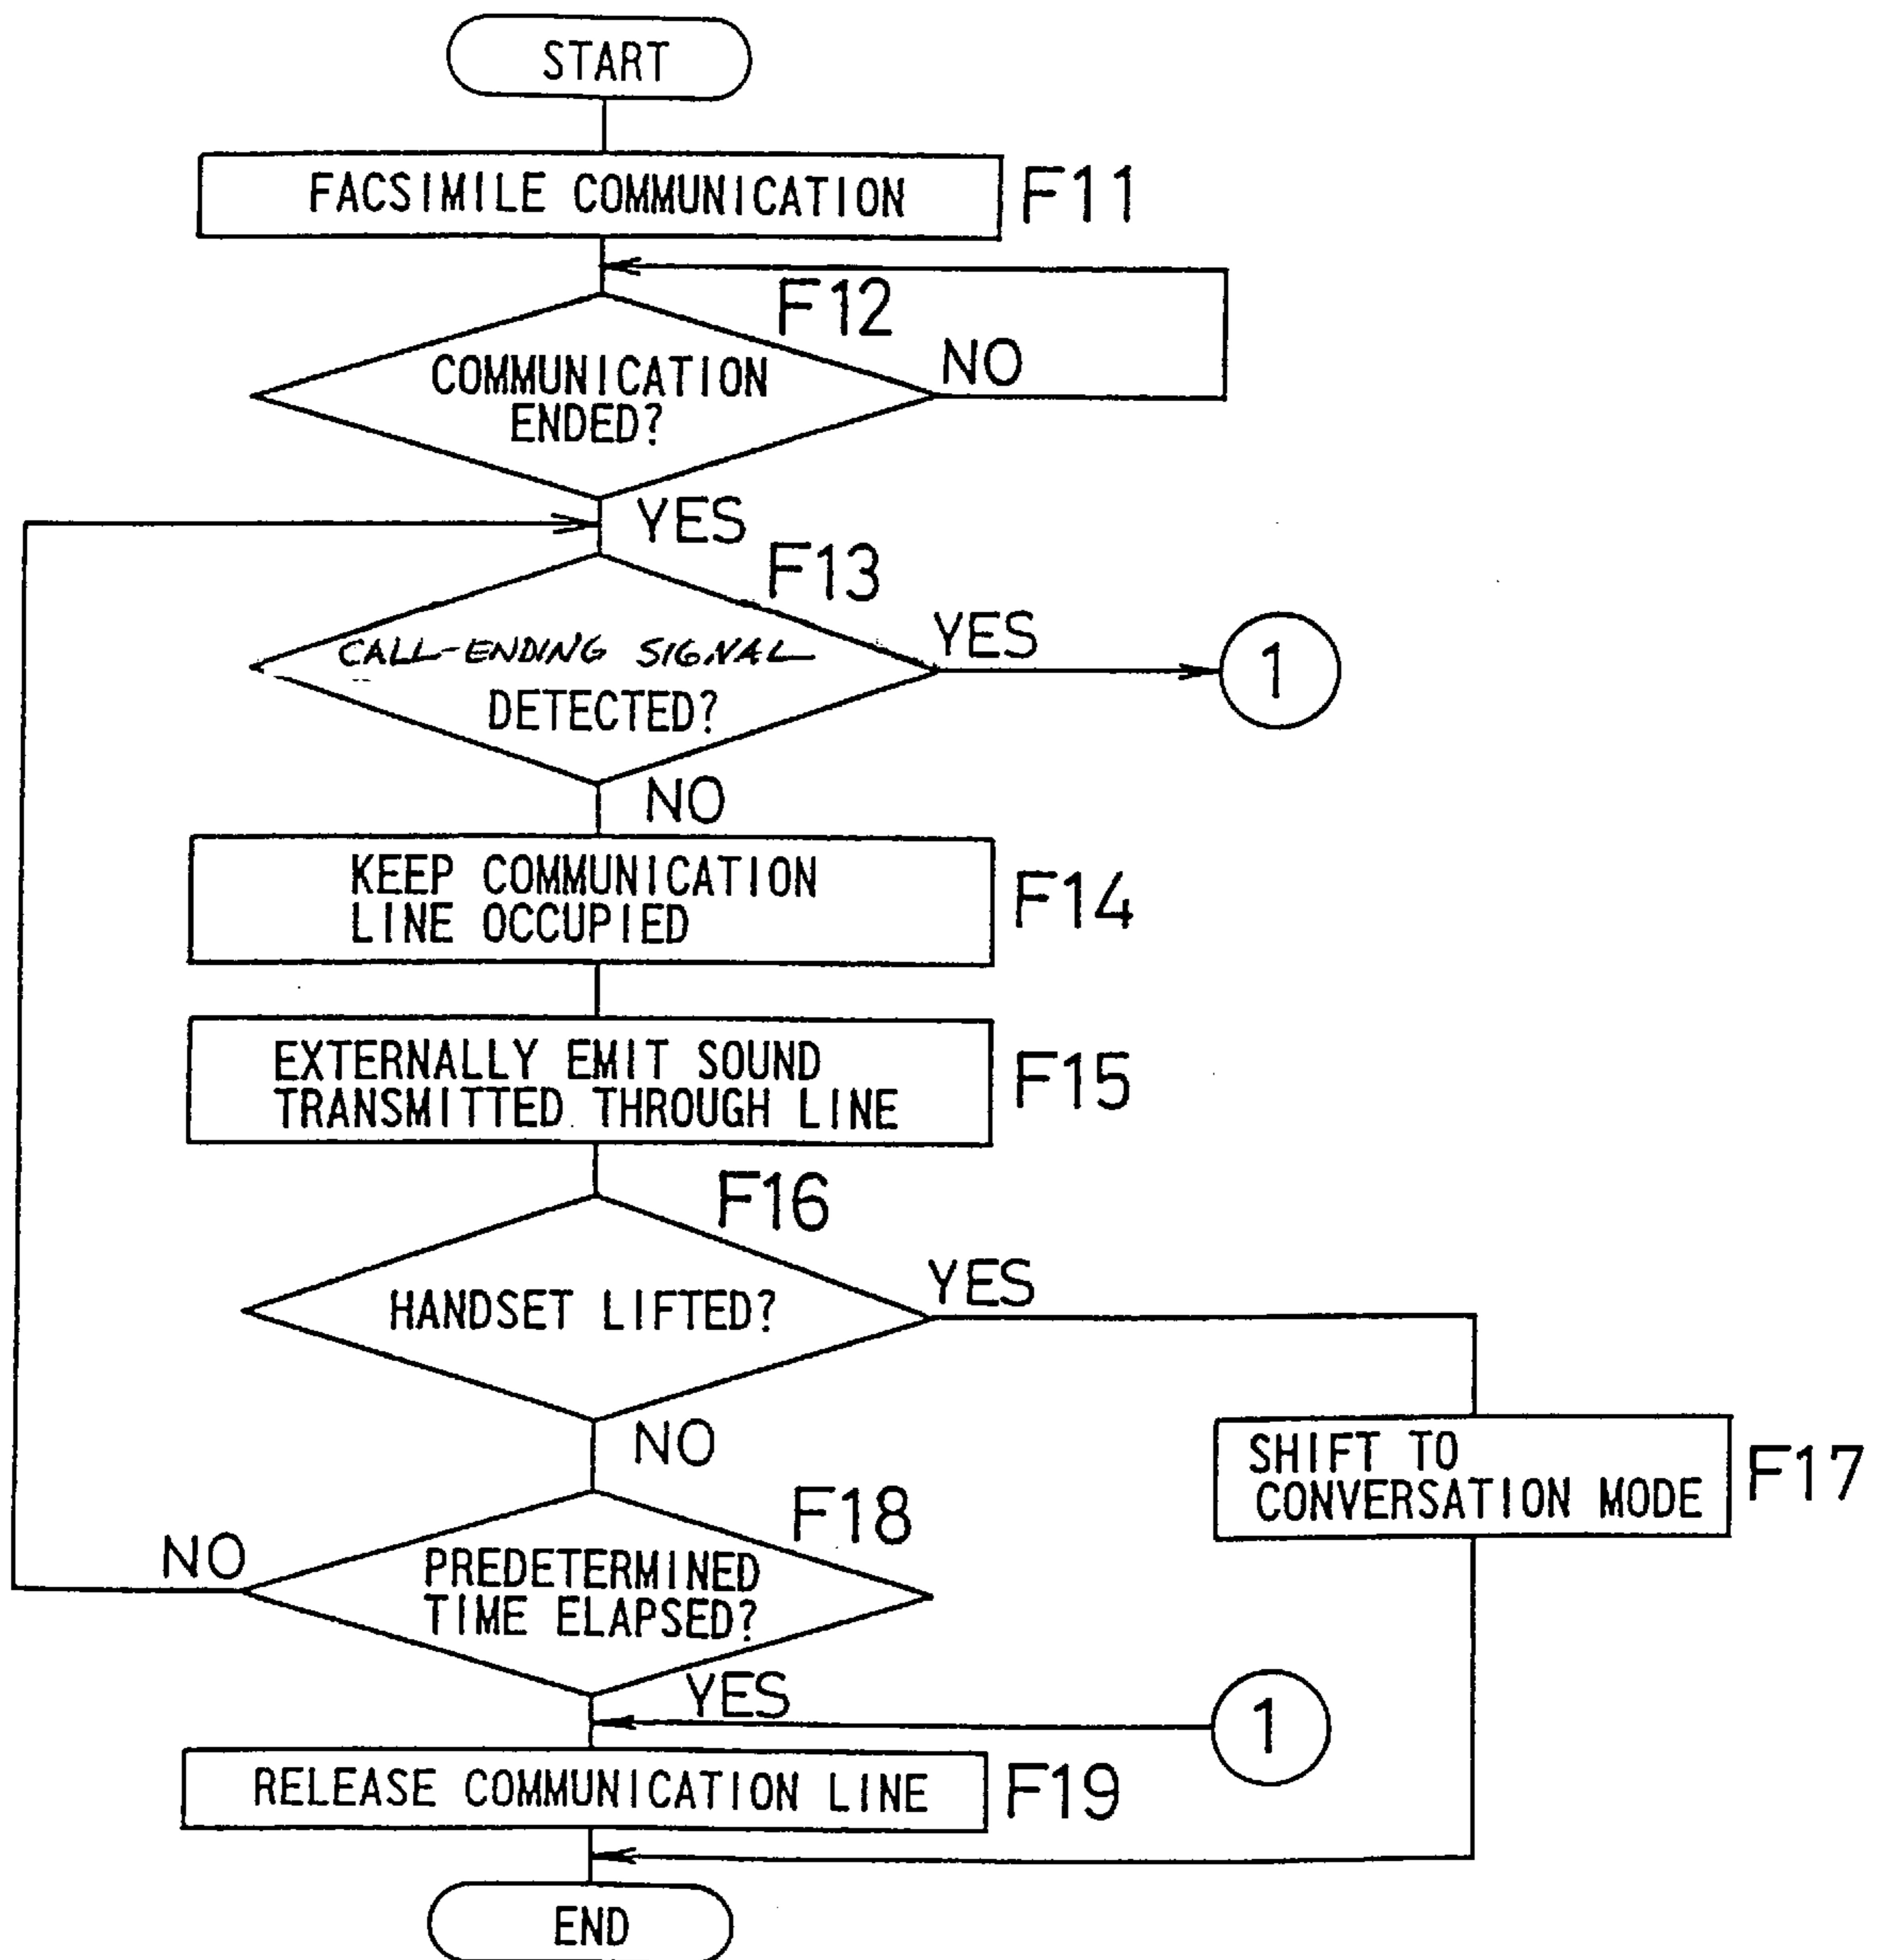 START
FACSIMILE COMMUNICATION
F11
F12
COMMUNICATION
ENDED?
NO
YES
F13
CALL-ENDING SIGNAL
DETECTED?
YES
1
NO
KEEP COMMUNICATION
LINE OCCUPIED
F14
EXTERNALLY EMIT SOUND
TRANSMITTED THROUGH LINE
F15
F16
HANDSET LIFTED?
YES
NO
SHIFT TO
CONVERSATION MODE
F17
F18
NO
PREDETERMINED
TIME ELAPSED?
YES
1
RELEASE COMMUNICATION LINE
F19
END